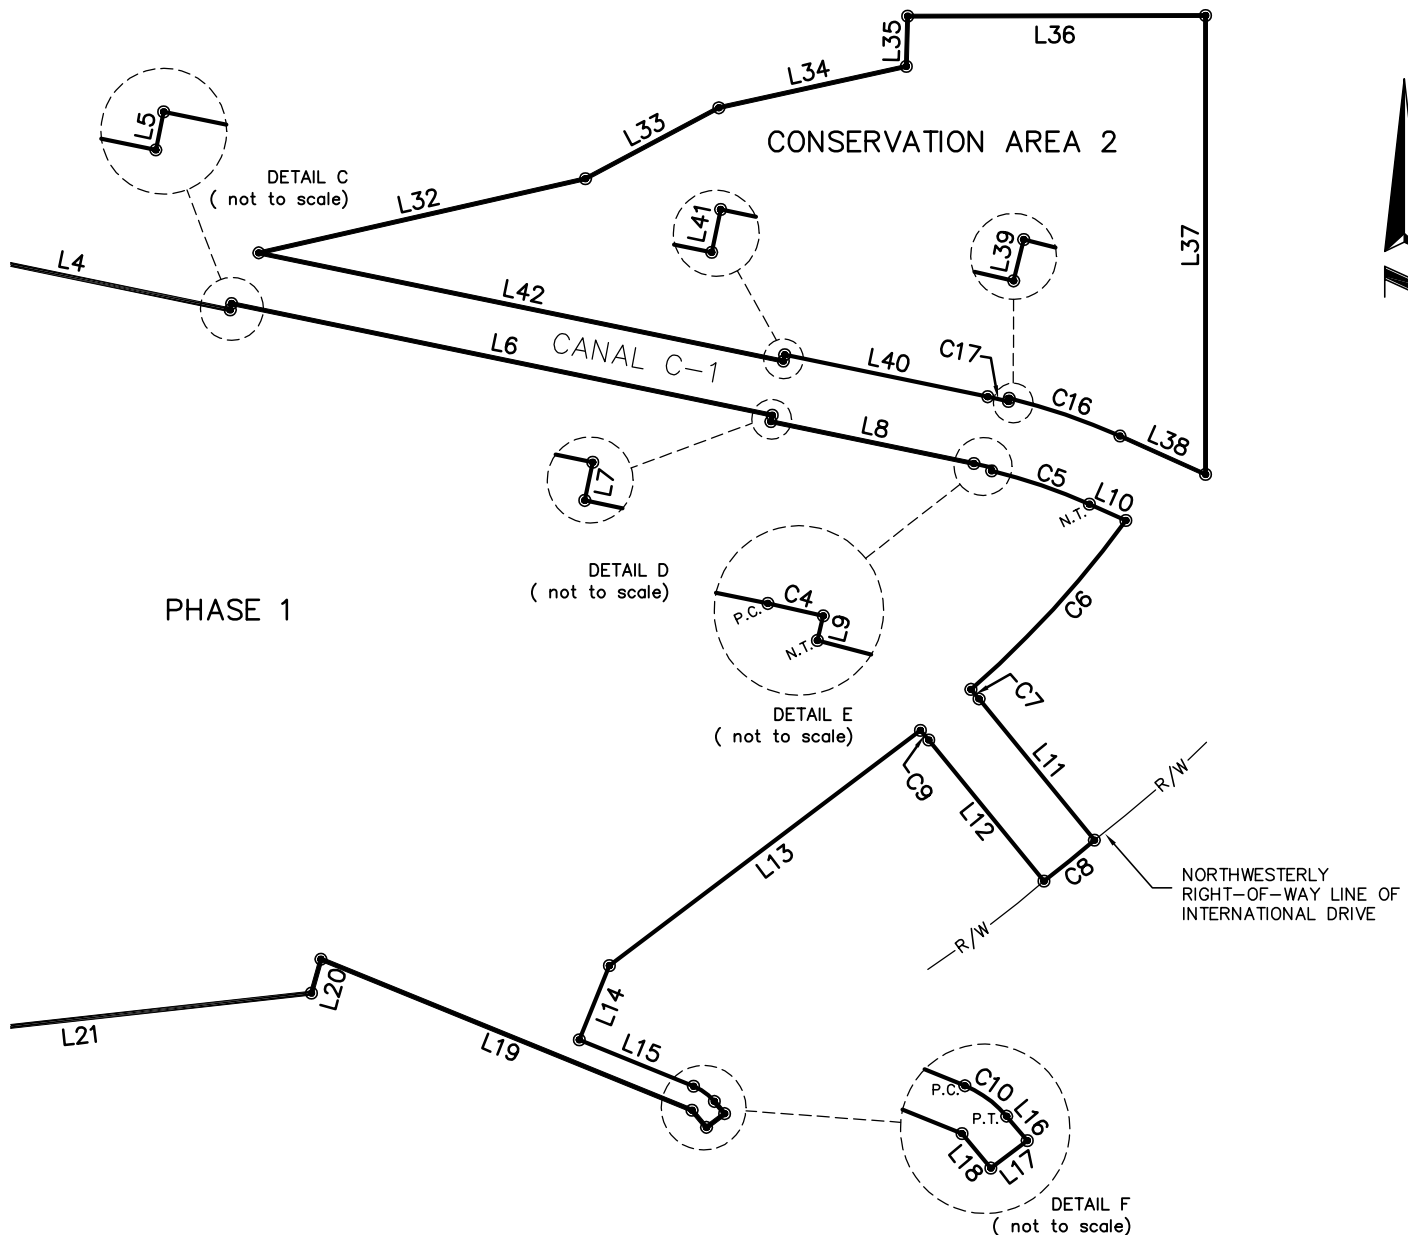 L35
L36
L34
L5
L33
CONSERVATION AREA 2
DETAIL C
( not to scale)
L32
L41
L39
L37
L4
L42
L6
CANAL C-1
C17
L40
C16
L38
L8
C5
L10
N.T.
L7
DETAIL D
( not to scale)
P.C.
C4
L9
N.T.
PHASE 1
C6
C7
DETAIL E
( not to scale)
L11
R/W
C9
L12
L13
C8
NORTHWESTERLY
RIGHT-OF-WAY LINE OF
INTERNATIONAL DRIVE
R/W
L20
L14
L21
L19
L15
P.C.
C10
L16
P.T.
L18
L17
DETAIL F
( not to scale)